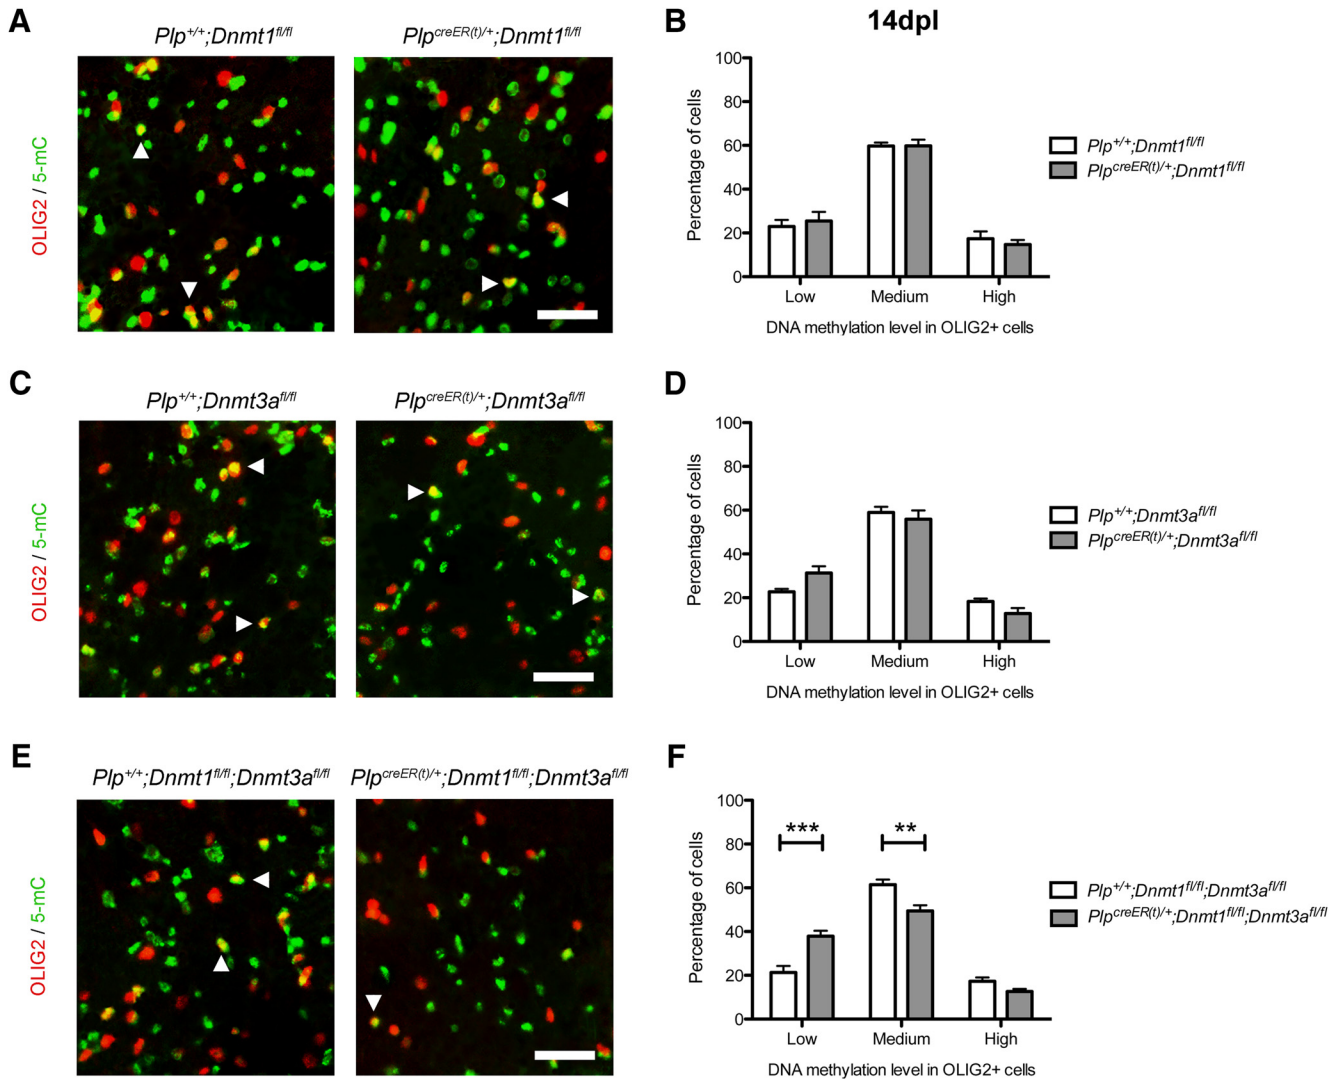 A
Plp+/+;Dnmt1fl/fl
PlpcreER(t)/+;Dnmt1fl/fl
OLIG2 / 5-mC
B
14dpl
Percentage of cells
100
80
60
40
20
0
Low Medium High
DNA methylation level in OLIG2+ cells
Plp+/+;Dnmt1fl/fl
PlpcreER(t)/+;Dnmt1fl/fl
C
Plp+/+;Dnmt3afl/fl
PlpcreER(t)/+;Dnmt3afl/fl
OLIG2 / 5-mC
D
Percentage of cells
100
80
60
40
20
0
Low Medium High
DNA methylation level in OLIG2+ cells
Plp+/+;Dnmt3afl/fl
PlpcreER(t)/+;Dnmt3afl/fl
E
Plp+/+;Dnmt1fl/fl;Dnmt3afl/fl
PlpcreER(t)/+;Dnmt1fl/fl;Dnmt3afl/fl
OLIG2 / 5-mC
F
Percentage of cells
100
80
60
40
20
0
*** **
Low Medium High
DNA methylation level in OLIG2+ cells
Plp+/+;Dnmt1fl/fl;Dnmt3afl/fl
PlpcreER(t)/+;Dnmt1fl/fl;Dnmt3afl/fl